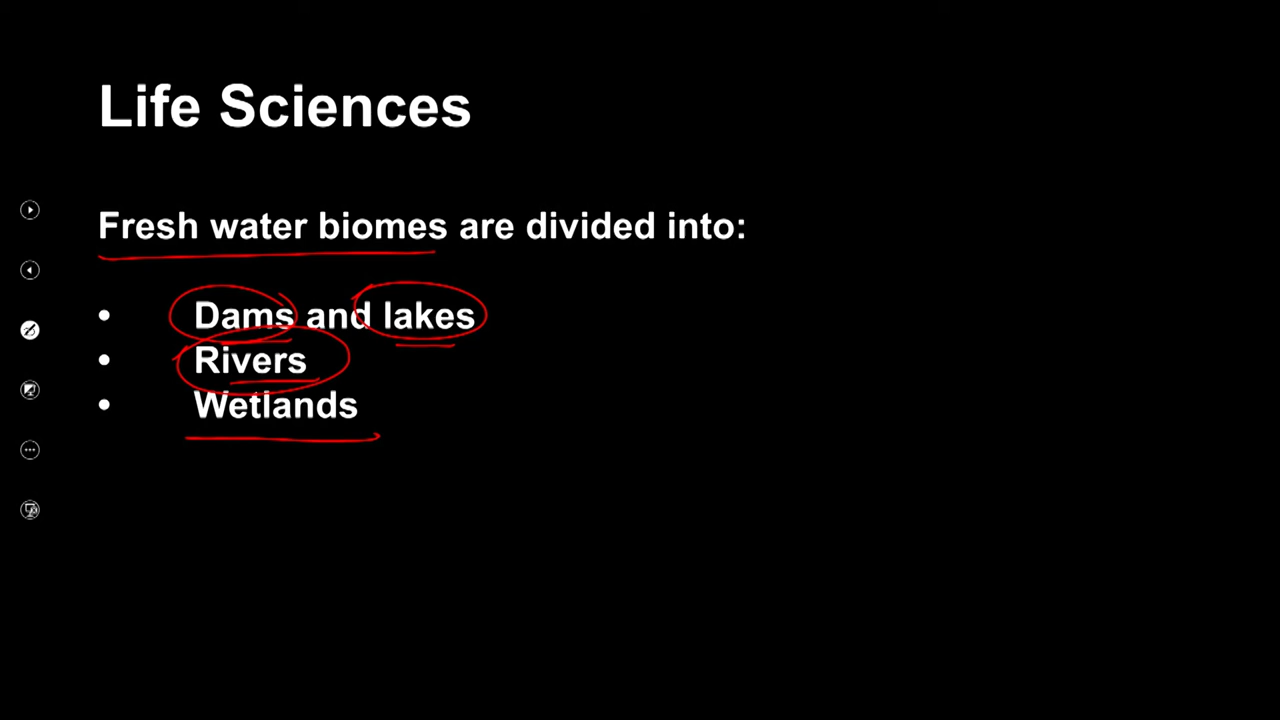 Life Sciences
Fresh water biomes are divided into:
• Dams and lakes
• Rivers
• Wetlands